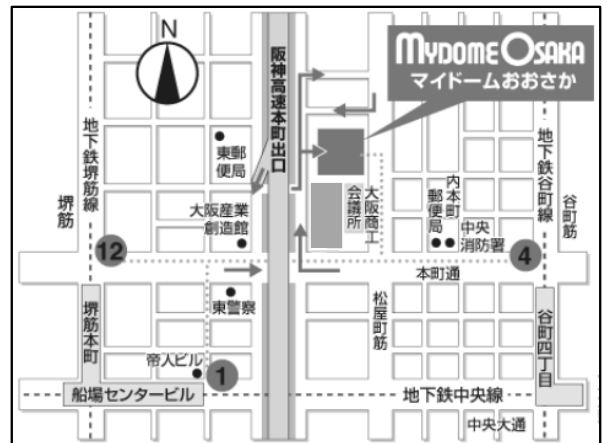 N
MYDOME OSAKA
マイドームおおさか
阪神高速本町出口
地下鉄堺筋線
堺筋
東郵
便局
大阪産業
創造館
大阪商工
会議所
内本町
郵便局
中央
消防署
地下鉄谷町線
谷町筋
12
4
本町通
東警察
松屋町筋
堺筋本町
帝人ビル
1
谷町四丁目
船場センタービル
地下鉄中央線
中央大通